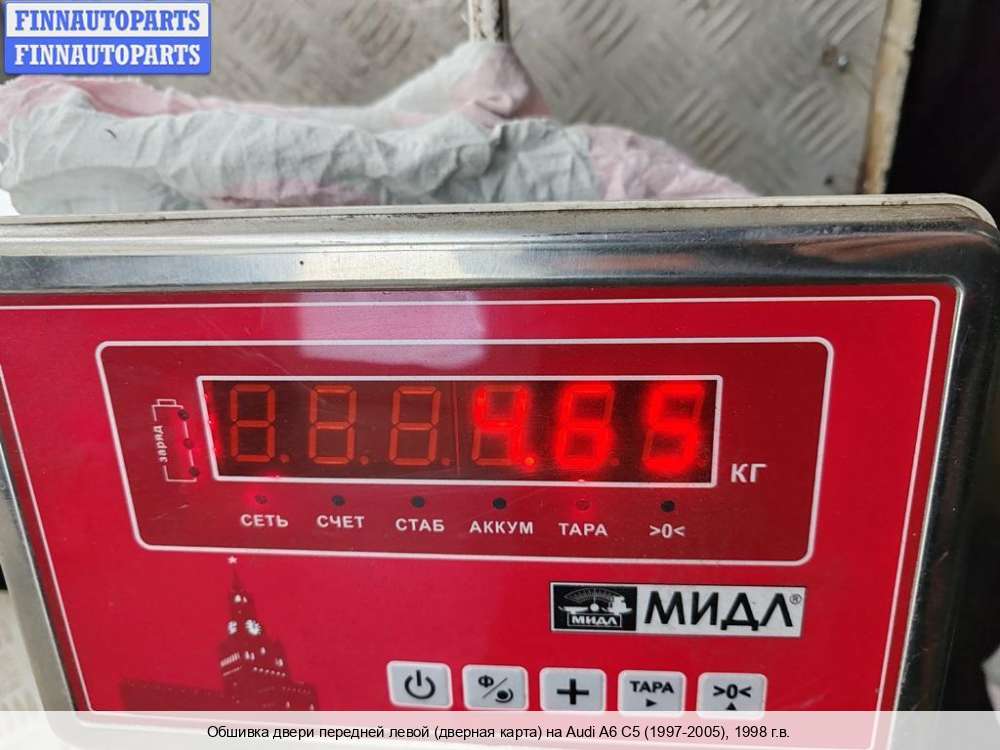 FINNAUTOPARTS
FINNAUTOPARTS
4.65
КГ
заряд
СЕТЬ СЧЕТ СТАБ АККУМ ТАРА >0<
МИДЛ
МИДЛ®
Ф
ТАРА >0<
Обшивка двери передней левой (дверная карта) на Audi A6 C5 (1997-2005), 1998 г.в.